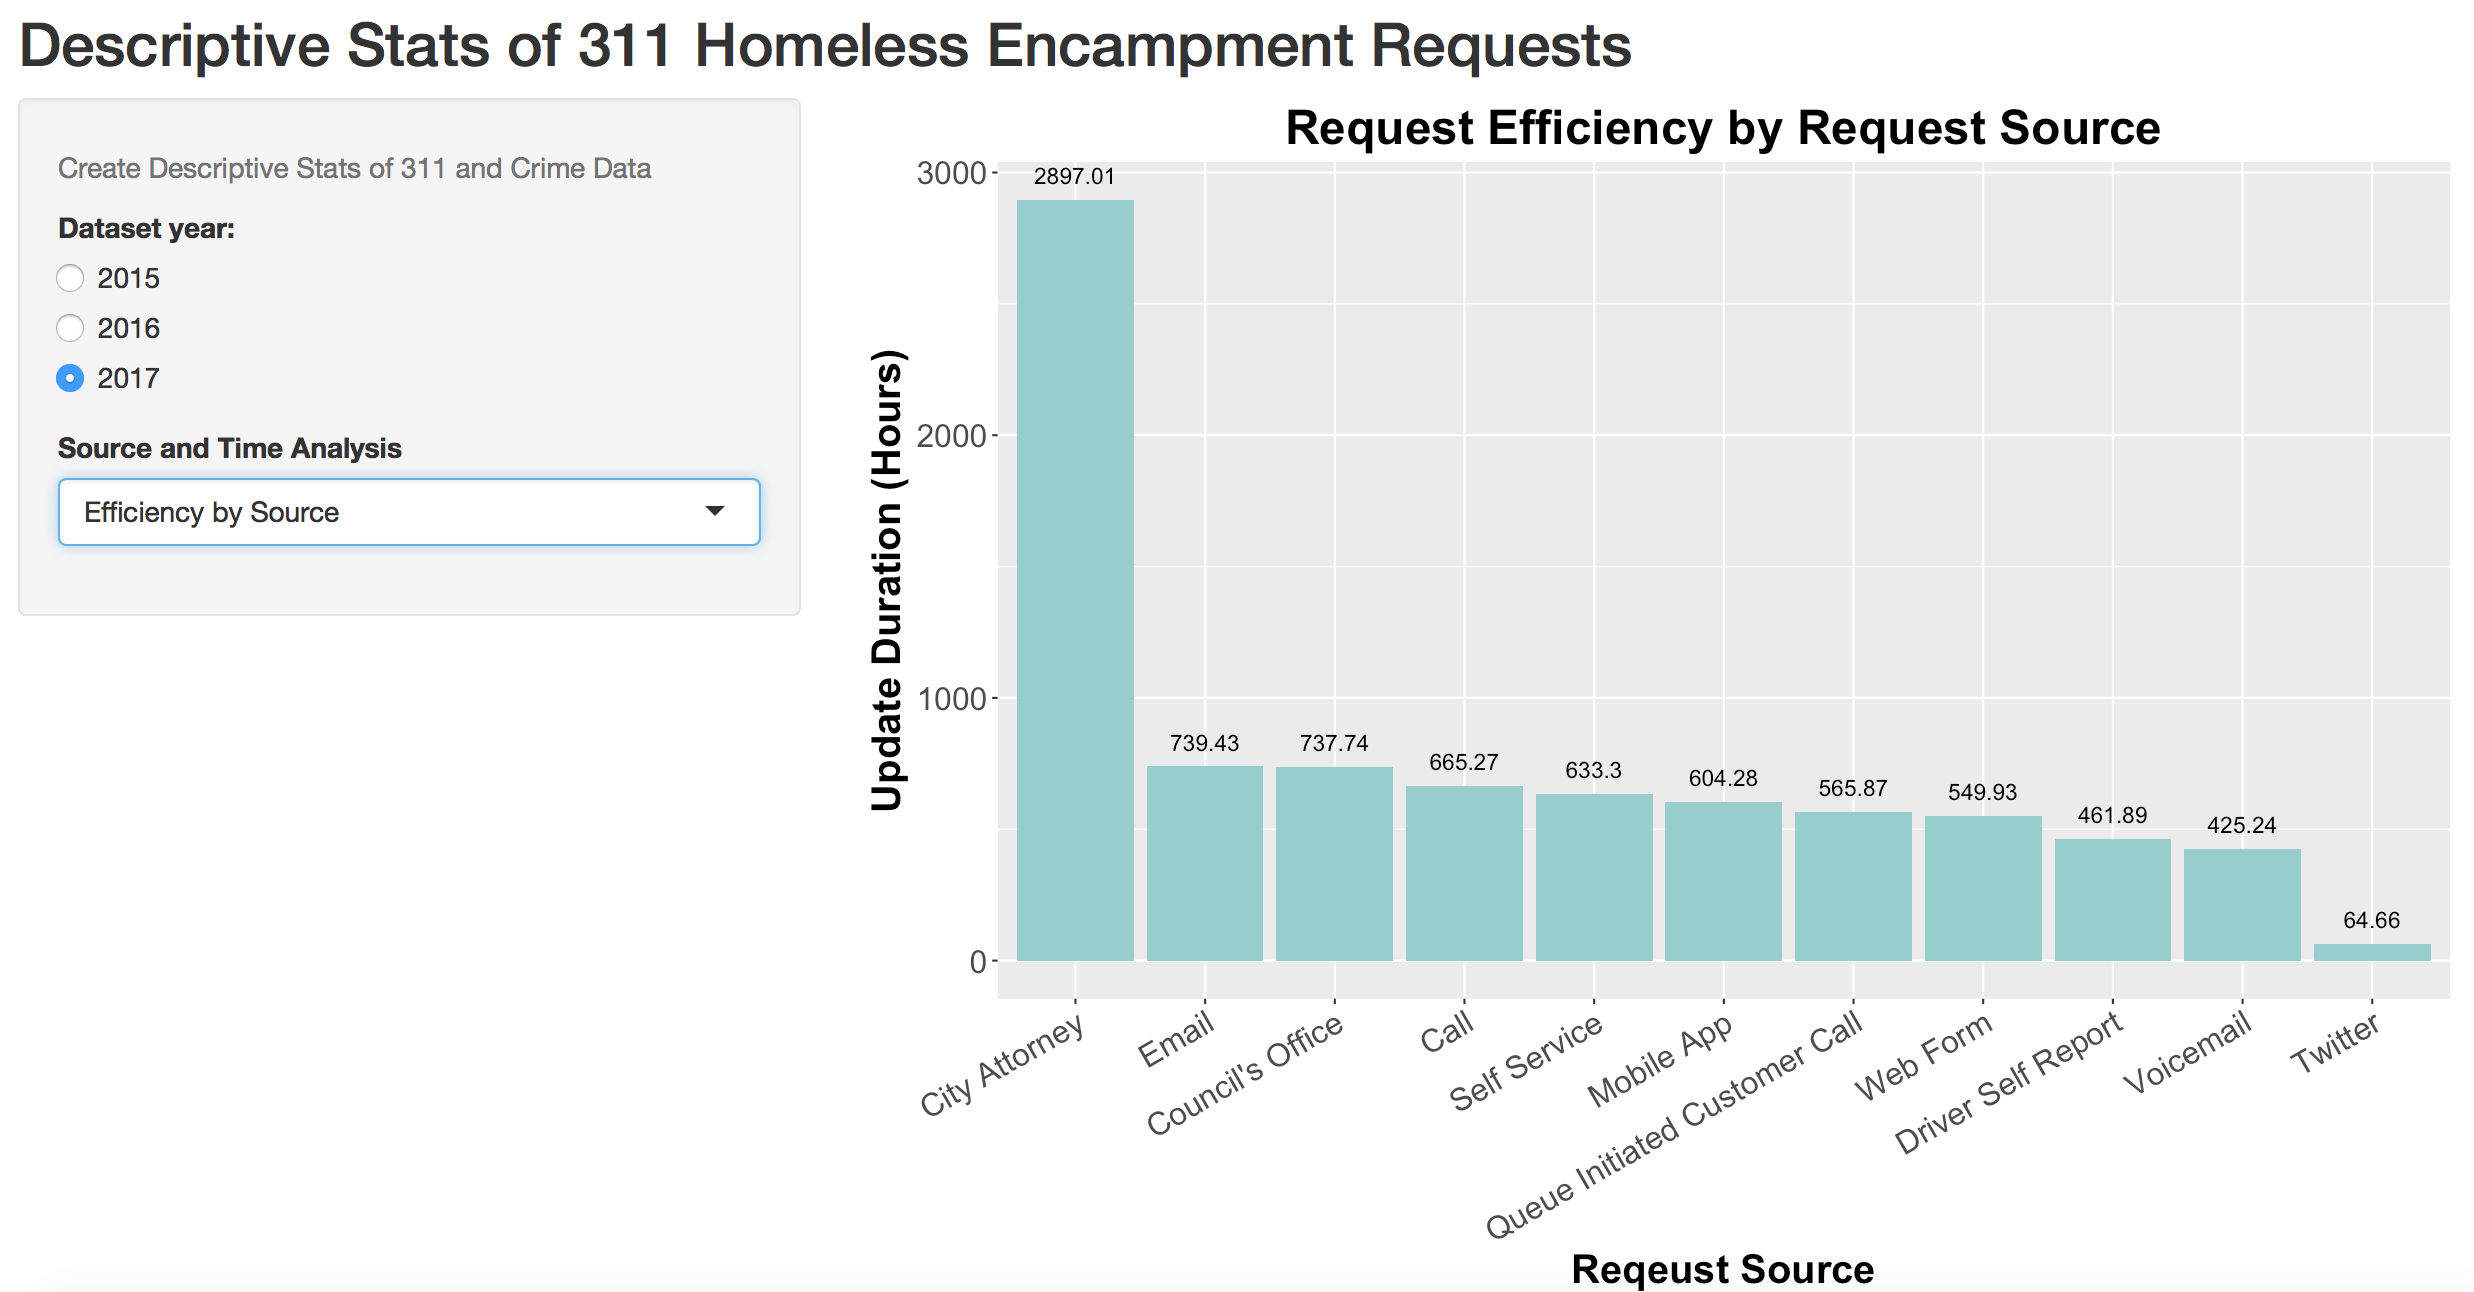 Descriptive Stats of 311 Homeless Encampment Requests
Create Descriptive Stats of 311 and Crime Data
Dataset year:
2015
2016
2017
Source and Time Analysis
Efficiency by Source
Request Efficiency by Request Source
Update Duration (Hours)
3000
2000
1000
0
2897.01
739.43
737.74
665.27
633.3
604.28
565.87
549.93
461.89
425.24
64.66
City Attorney
Email
Council's Office
Call
Self Service
Mobile App
Queue Initiated Customer Call
Web Form
Driver Self Report
Voicemail
Twitter
Reqeust Source